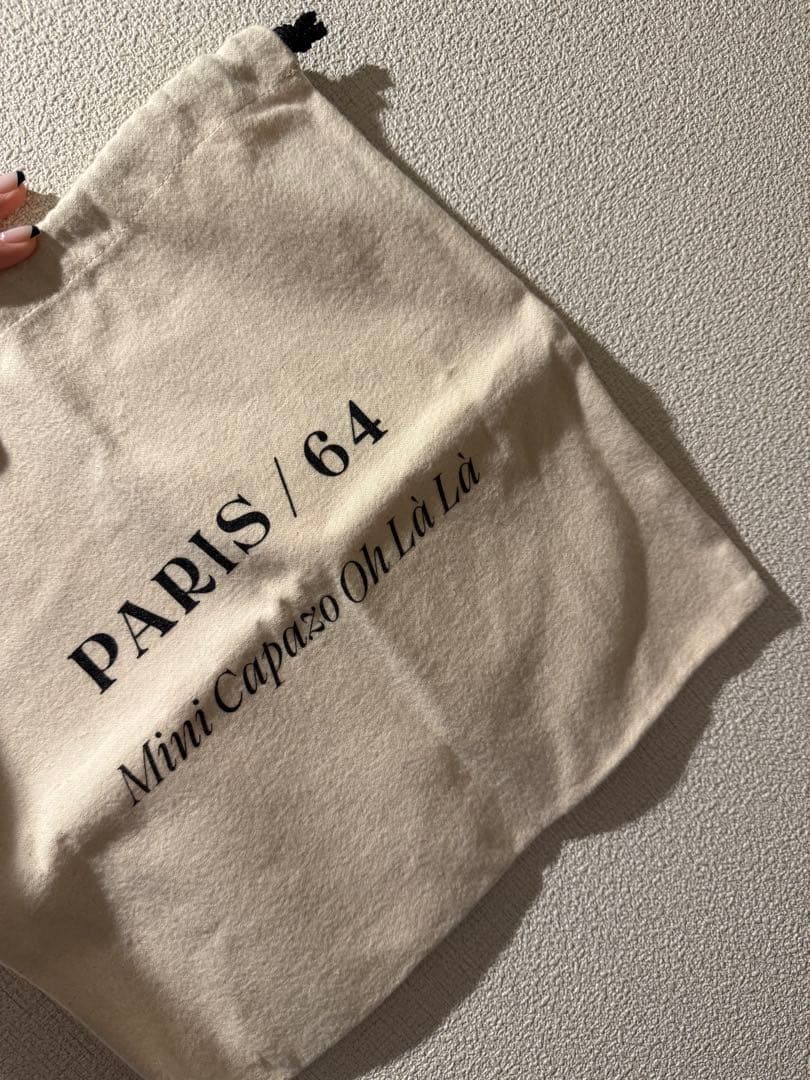 PARIS / 64
Mini Capazo Oh Là Là